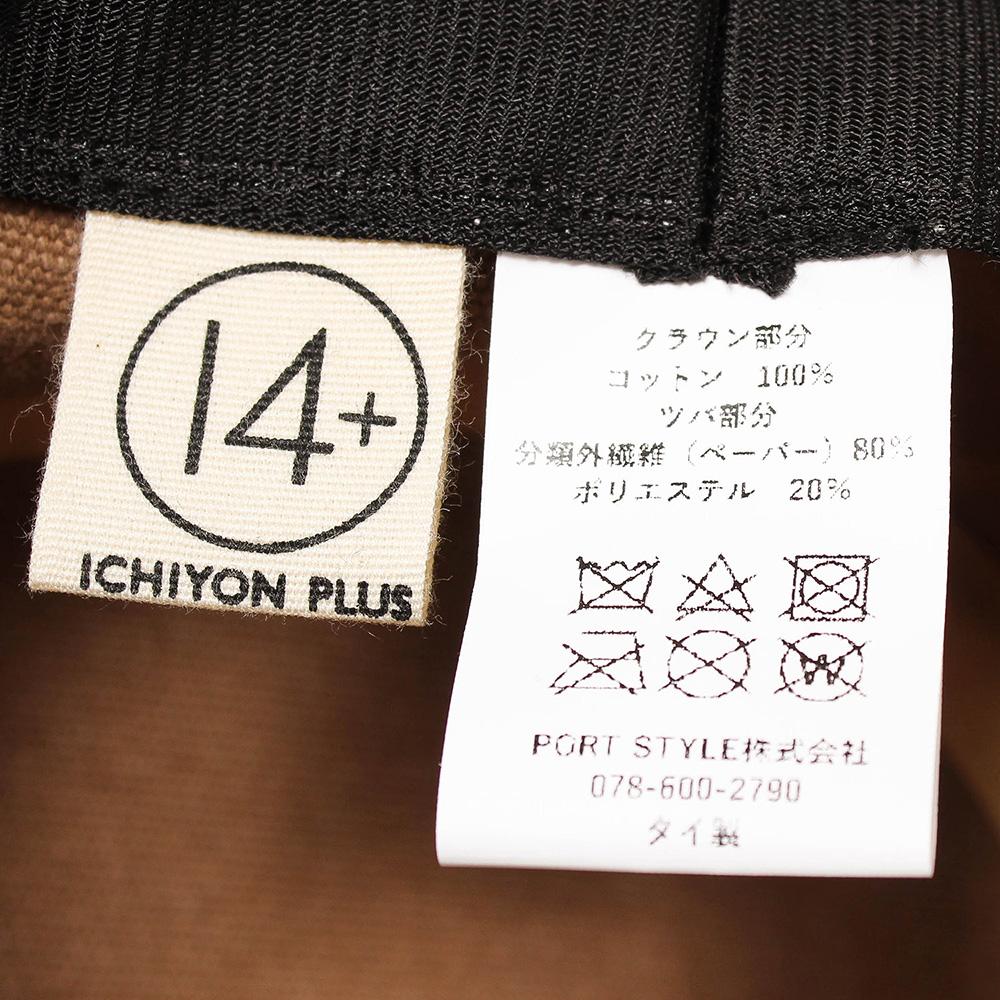 14+
ICHIYON PLUS
クラウン部分
コットン 100%
ツバ部分
分類外繊維（ペーパー）80%
ポリエステル 20%
W
PORT STYLE株式会社
078-600-2790
タイ製